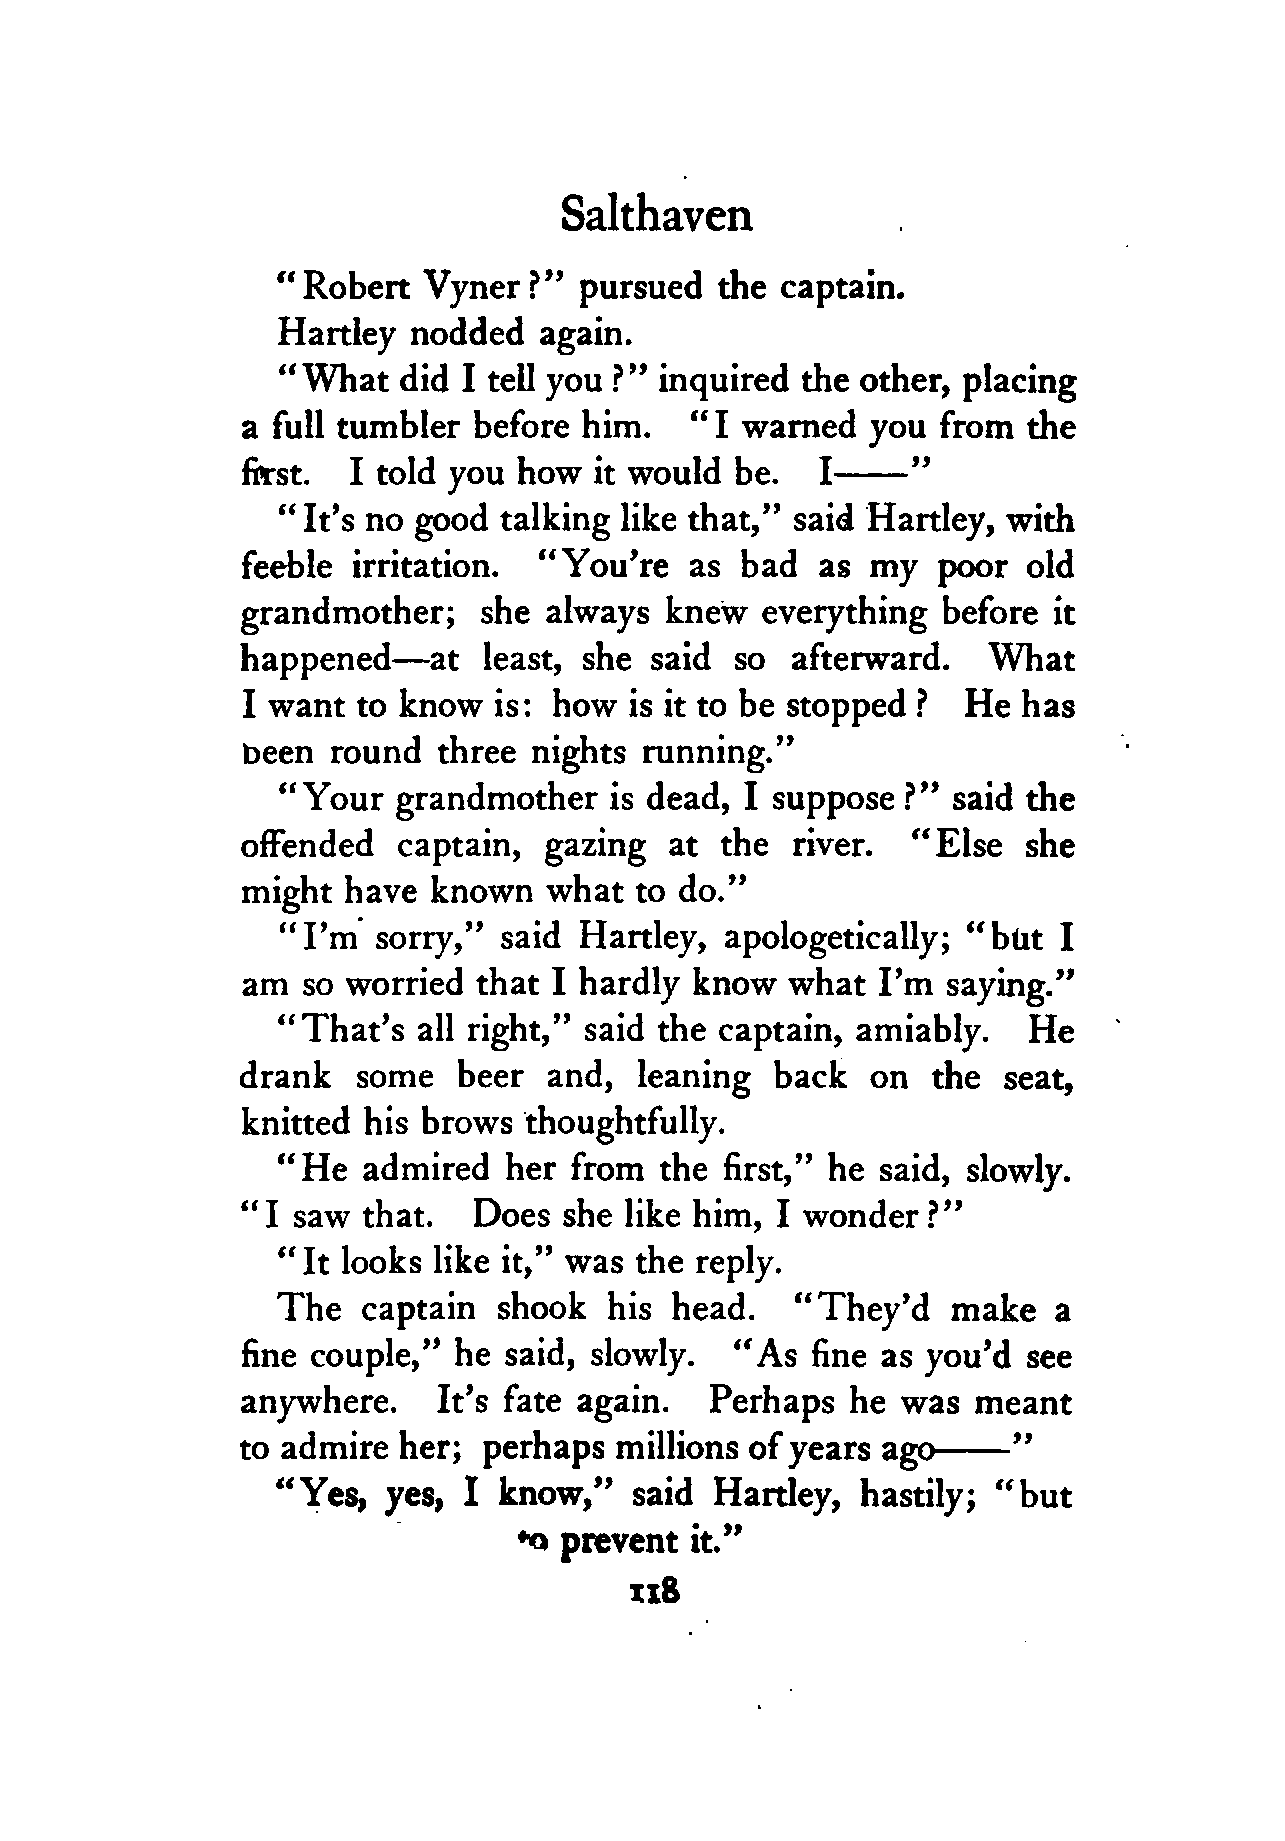 Salthaven
"Robert Vyner?" pursued the captain.
Hartley nodded again.
"What did I tell you?" inquired the other, placing
a full tumbler before him. "I warned you from the
first. I told you how it would be. I——"
"It's no good talking like that," said Hartley, with
feeble irritation. "You're as bad as my poor old
grandmother; she always knew everything before it
happened—at least, she said so afterward. What
I want to know is: how is it to be stopped? He has
been round three nights running."
"Your grandmother is dead, I suppose?" said the
offended captain, gazing at the river. "Else she
might have known what to do."
"I'm sorry," said Hartley, apologetically; "but I
am so worried that I hardly know what I'm saying."
"That's all right," said the captain, amiably. He
drank some beer and, leaning back on the seat,
knitted his brows thoughtfully.
"He admired her from the first," he said, slowly.
"I saw that. Does she like him, I wonder?"
"It looks like it," was the reply.
The captain shook his head. "They'd make a
fine couple," he said, slowly. "As fine as you'd see
anywhere. It's fate again. Perhaps he was meant
to admire her; perhaps millions of years ago——"
"Yes, yes, I know," said Hartley, hastily; "but
to prevent it."
118